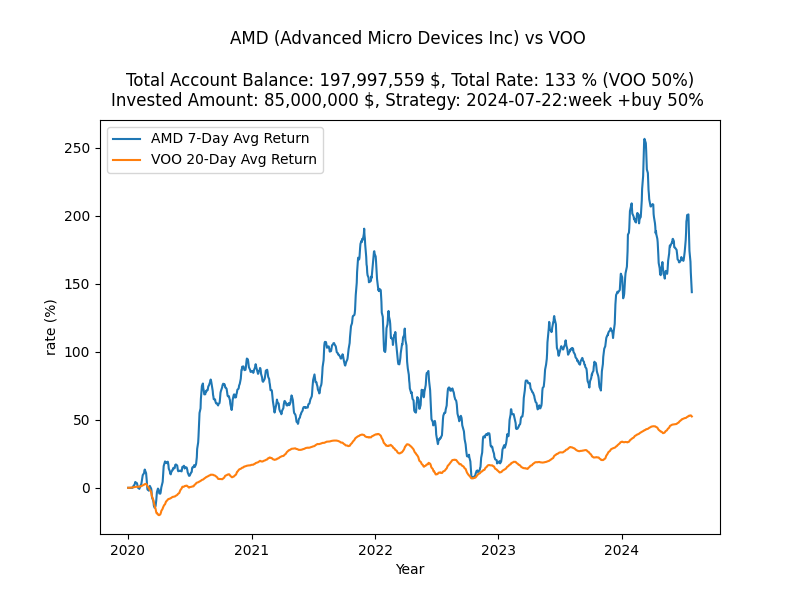 AMD (Advanced Micro Devices Inc) vs VOO
Total Account Balance: 197,997,559 $, Total Rate: 133 % (VOO 50%)
Invested Amount: 85,000,000 $, Strategy: 2024-07-22:week +buy 50%
AMD 7-Day Avg Return
VOO 20-Day Avg Return
250
200
150
100
50
0
rate (%)
2020
2021
2022
2023
2024
Year